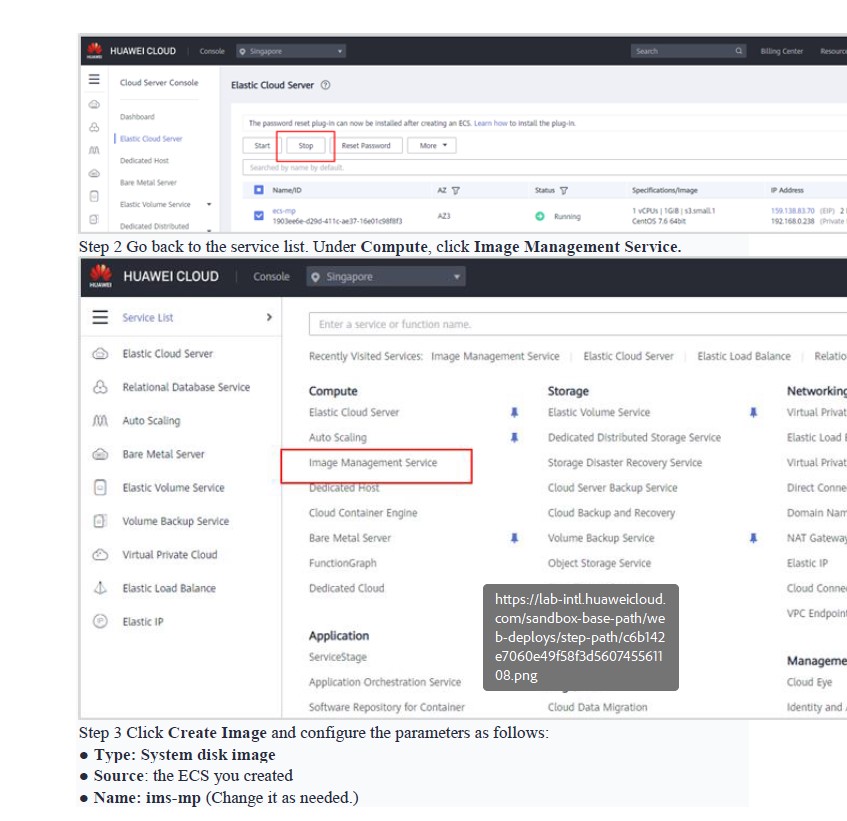 HUAWEI HUAWEI CLOUD Console Singapore Search Billing Center
Cloud Server Console
Elastic Cloud Server
Dashboard
The password reset plug-in can now be installed after creating an ECS. Learn how to install the plug-in.
Elastic Cloud Server
Start Stop Reset Password More
Dedicated Host
Searched by name by default.
Bare Metal Server
Name/ID AZ Status Specifications/Image IP Address
Elastic Volume Service
ecs-mp AZ3 Running 1 vCPUs | 1GiB | s3.small.1 159.138.83.70 (EIP) 2
1903ee6e-d29d-411c-ae37-16e01c98f8f3 CentOS 7.6 64bit 192.168.0.238
Dedicated Distributed
Step 2 Go back to the service list. Under Compute, click Image Management Service.
HUAWEI HUAWEI CLOUD Console Singapore
Service List
Enter a service or function name.
Elastic Cloud Server
Relational Database Service
Auto Scaling
Bare Metal Server
Elastic Volume Service
Volume Backup Service
Virtual Private Cloud
Elastic Load Balance
Elastic IP
Recently Visited Services: Image Management Service Elastic Cloud Server Elastic Load Balance
Compute
Elastic Cloud Server
Auto Scaling
Image Management Service
Dedicated Host
Cloud Container Engine
Bare Metal Server
FunctionGraph
Dedicated Cloud
Application
ServiceStage
Application Orchestration Service
Software Repository for Container
Storage
Elastic Volume Service
Dedicated Distributed Storage Service
Storage Disaster Recovery Service
Cloud Server Backup Service
Cloud Backup and Recovery
Volume Backup Service
Object Storage Service
https://lab-intl.huaweicloud.
com/sandbox-base-path/we
b-deploys/step-path/c6b142
e7060e49f58f3d5607455611
08.png
Cloud Data Migration
Networking
Virtual
Elastic Load
Virtual
Direct
Domain
NAT Gateway
Elastic IP
Cloud
VPC Endpoint
Cloud Eye
Identity and
Step 3 Click Create Image and configure the parameters as follows:
● Type: System disk image
● Source: the ECS you created
● Name: ims-mp (Change it as needed.)